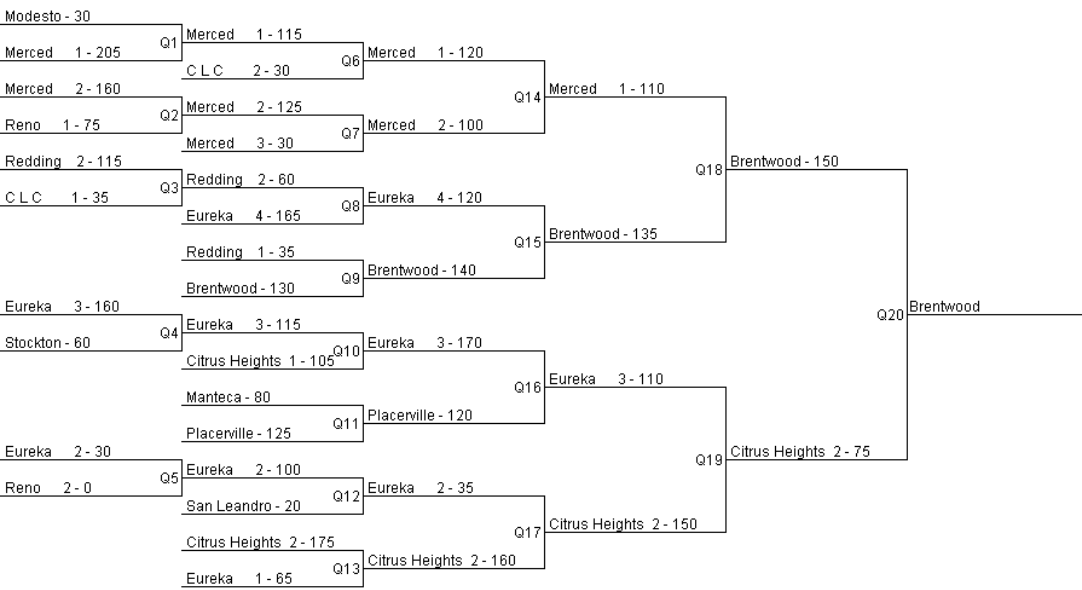 Modesto - 30
Q1
Merced 1 - 205
Merced 1 - 115
Q6
C L C 2 - 30
Merced 1 - 120
Merced 2 - 160
Q2
Reno 1 - 75
Merced 2 - 125
Q7
Merced 3 - 30
Merced 2 - 100
Q14
Merced 1 - 110
Redding 2 - 115
Q3
C L C 1 - 35
Redding 2 - 60
Q8
Eureka 4 - 165
Eureka 4 - 120
Q15
Redding 1 - 35
Q9
Brentwood - 130
Brentwood - 140
Brentwood - 135
Q18
Brentwood - 150
Eureka 3 - 160
Q4
Stockton - 60
Eureka 3 - 115
Q10
Citrus Heights 1 - 105
Eureka 3 - 170
Q16
Manteca - 80
Q11
Placerville - 125
Placerville - 120
Eureka 3 - 110
Q20
Brentwood
Eureka 2 - 30
Q5
Reno 2 - 0
Eureka 2 - 100
Q12
San Leandro - 20
Eureka 2 - 35
Q17
Citrus Heights 2 - 175
Q13
Eureka 1 - 65
Citrus Heights 2 - 160
Citrus Heights 2 - 150
Q19
Citrus Heights 2 - 75